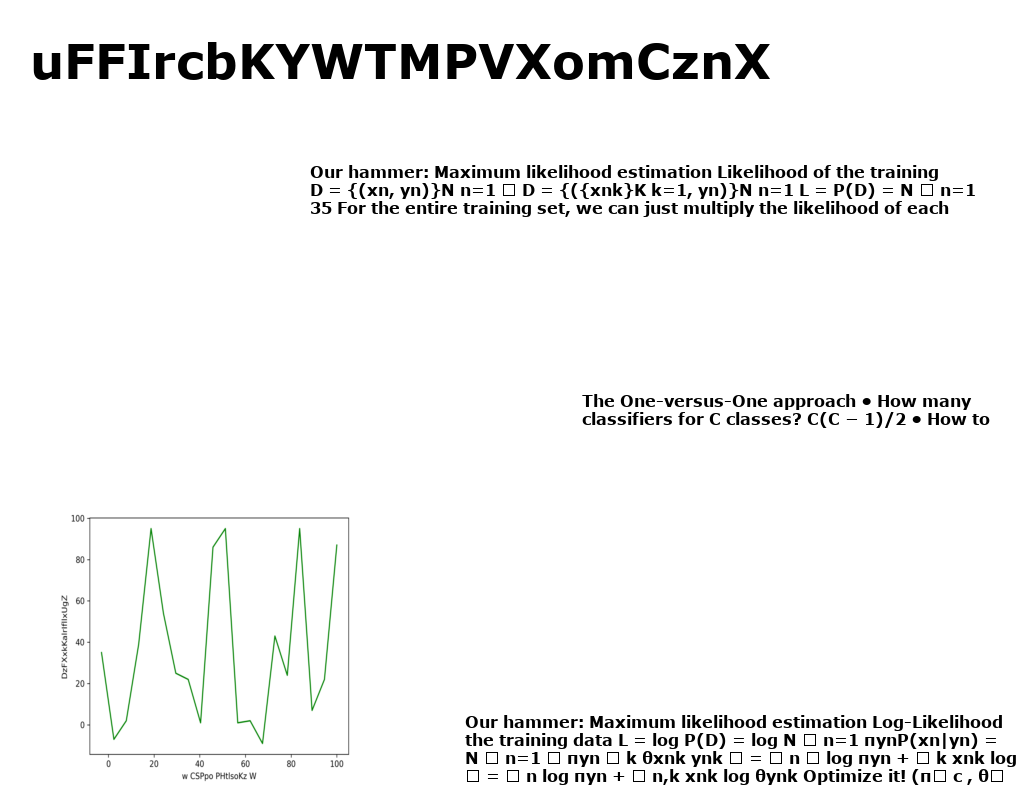 uFFIrcbKYWTMPVXomCznX
Our hammer: Maximum likelihood estimation Likelihood of the training
D = {(xn, yn)}N n=1 □ D = {({xnk}K k=1, yn)}N n=1 L = P(D) = N □ n=1
35 For the entire training set, we can just multiply the likelihood of each
The One-versus-One approach • How many
classifiers for C classes? C(C − 1)/2 • How to
100
80
60
40
20
0
DzFXxkKaIrIfIIxUgZ
0 20 40 60 80 100
w CSPpo PHtlsoKz W
Our hammer: Maximum likelihood estimation Log-Likelihood
the training data L = log P(D) = log N □ n=1 πynP(xn|yn) =
N □ n=1 □ πyn □ k θxnk ynk □ = □ n □ log πyn + □ k xnk log
□ = □ n log πyn + □ n,k xnk log θynk Optimize it! (π□ c , θ□